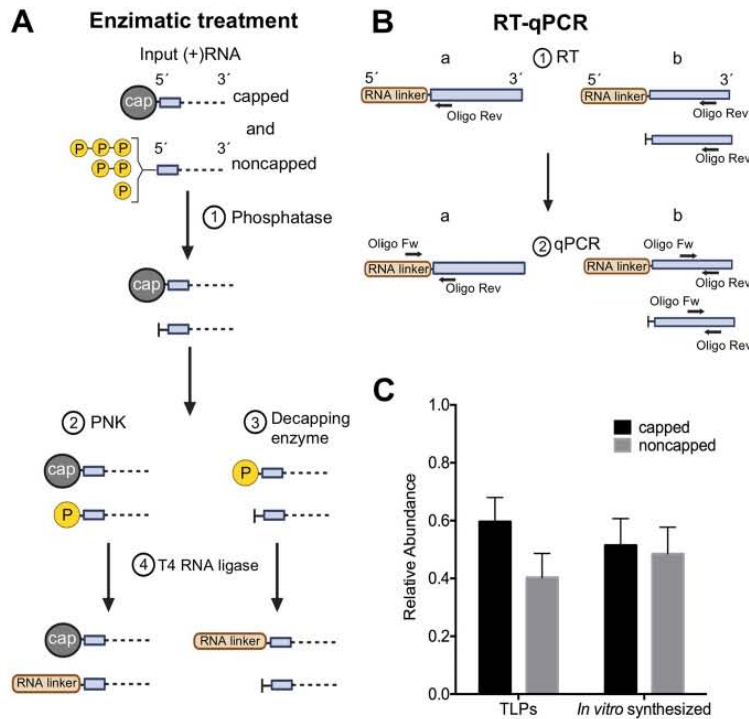 A Enzimatic treatment
Input (+)RNA
5´ 3´
cap capped
and
5´ 3´
P P P
P P
P
noncapped
1 Phosphatase
cap
2 PNK
3 Decapping
enzyme
cap
P
P
4 T4 RNA ligase
cap
RNA linker
RNA linker
B RT-qPCR
a 1 RT b
5´ 3´ 5´ 3´
RNA linker RNA linker
Oligo Rev Oligo Rev
Oligo Rev
a 2 qPCR b
Oligo Fw Oligo Fw
RNA linker RNA linker
Oligo Rev Oligo Rev
Oligo Fw
Oligo Rev
C
1.0
0.8
0.6
0.4
0.2
0.0
Relative Abundance
capped
noncapped
TLPs In vitro synthesized